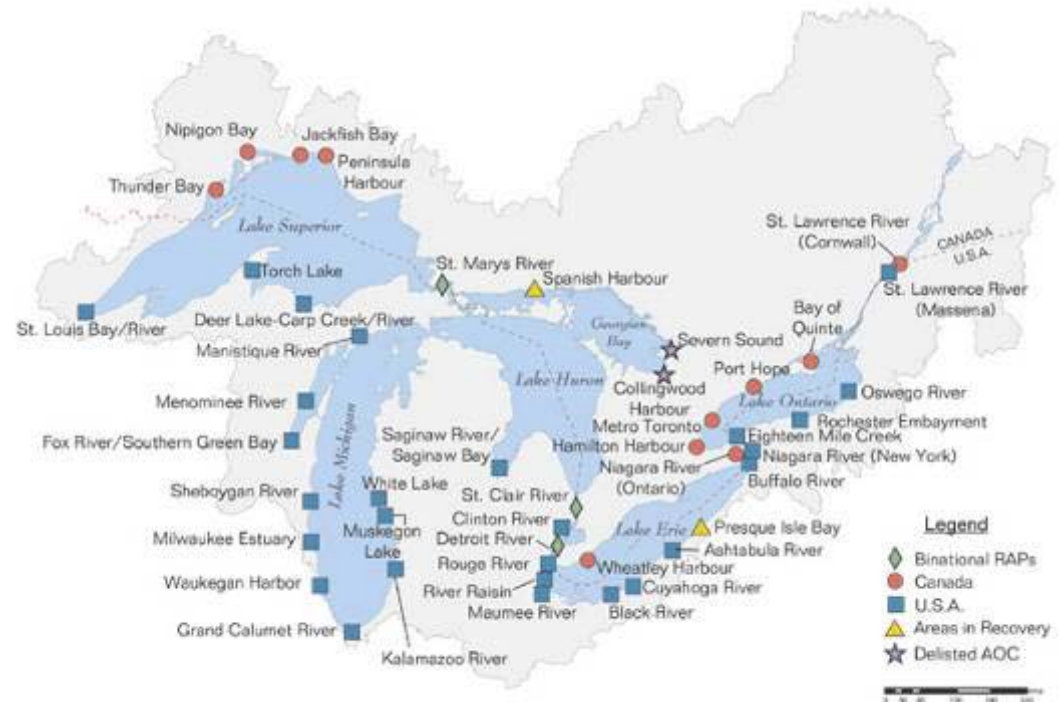 Nipigon Bay
Jackfish Bay
Peninsula
Harbour
Thunder Bay
Lake Superior
St. Lawrence River
(Cornwall)
CANADA
U.S.A.
St. Marys River
Spanish Harbour
Torch Lake
St. Lawrence River
(Massena)
St. Louis Bay/River
Deer Lake-Carp Creek/River
Manistique River
Georgian
Bay
Bay of
Quinte
Severn Sound
Port Hope
Lake Huron
Collingwood
Harbour
Lake Ontario
Oswego River
Menominee River
Metro Toronto
Rochester Embayment
Fox River/Southern Green Bay
Saginaw River/
Saginaw Bay
Hamilton Harbour
Eighteen Mile Creek
Niagara River
(Ontario)
Niagara River (New York)
Buffalo River
Lake Michigan
Sheboygan River
White Lake
Muskegon
Lake
St. Clair River
Clinton River
Detroit River
Lake Erie
Presque Isle Bay
Milwaukee Estuary
Ashtabula River
Rouge River
Wheatley Harbour
Waukegan Harbor
River Raisin
Cuyahoga River
Maumee River
Black River
Grand Calumet River
Kalamazoo River
Legend
Binational RAPs
Canada
U.S.A.
Areas in Recovery
Delisted AOC